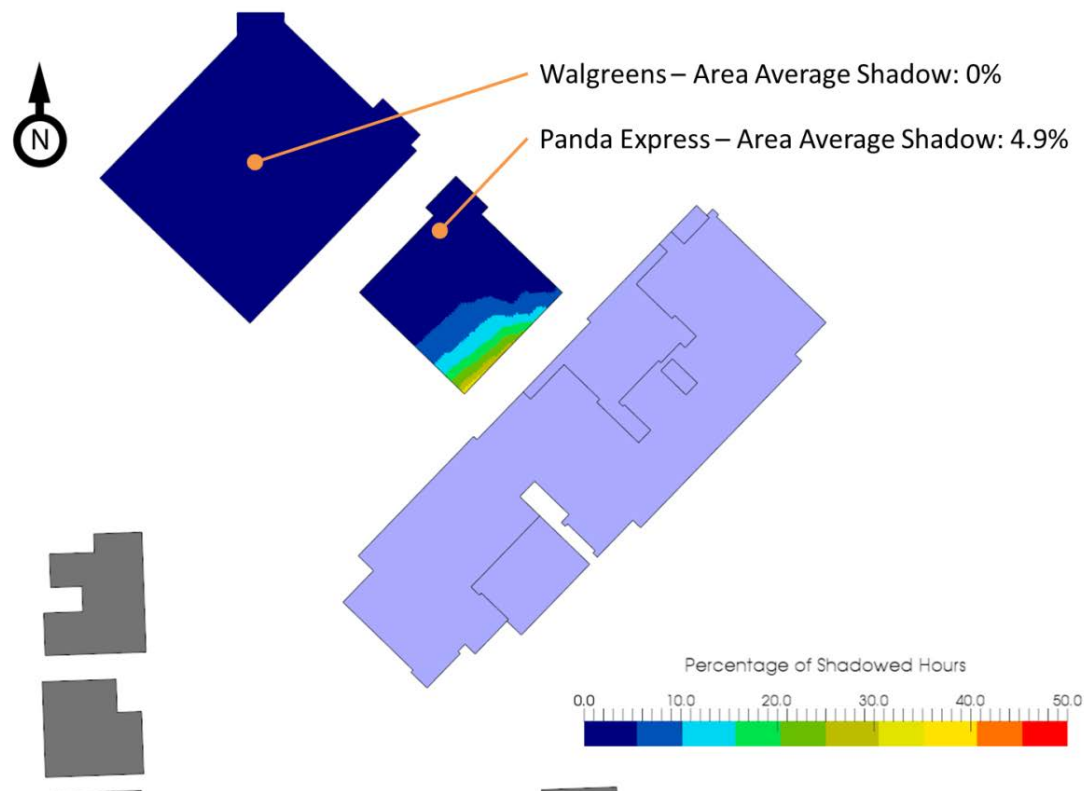 Walgreens – Area Average Shadow: 0%
N
Panda Express – Area Average Shadow: 4.9%
Percentage of Shadowed Hours
0.0 10.0 20.0 30.0 40.0 50.0